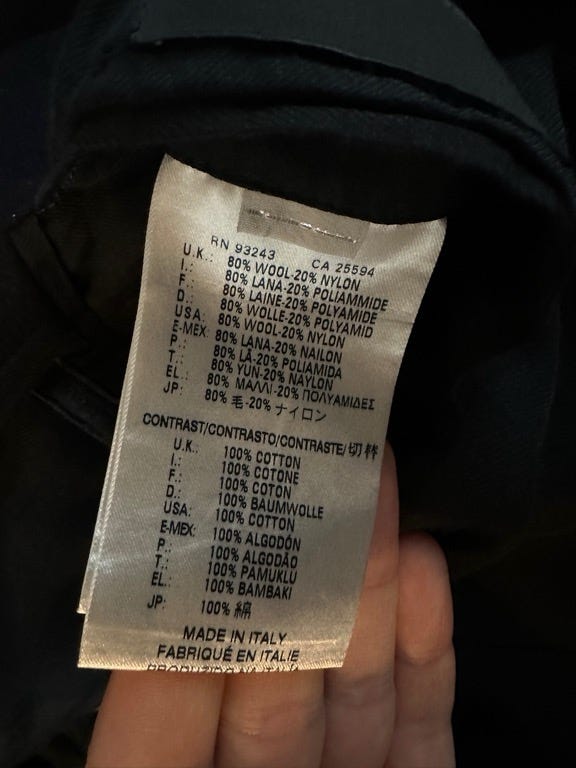 RN 93243 CA 25594
U.K.: 80% WOOL-20% NYLON
I.: 80% LANA-20% POLIAMMIDE
F.: 80% LAINE-20% POLYAMIDE
D.: 80% WOLLE-20% POLYAMID
USA: 80% WOOL-20% NYLON
E-MEX: 80% LANA-20% NAILON
P.: 80% LÃ-20% POLIAMIDA
T.: 80% YÜN-20% NAYLON
EL.: 80% ΜΑΛΛΙ-20% ΠΟΛΥΑΜΙΔΕΣ
JP: 80% 毛-20% ナイロン
CONTRAST/CONTRASTO/CONTRASTE/切替
U.K.: 100% COTTON
I.: 100% COTONE
F.: 100% COTON
D.: 100% BAUMWOLLE
USA: 100% COTTON
E-MEX: 100% ALGODÓN
P.: 100% ALGODÃO
T.: 100% PAMUKLU
EL.: 100% BAMBAKI
JP: 100% 綿
MADE IN ITALY
FABRIQUÉ EN ITALIE